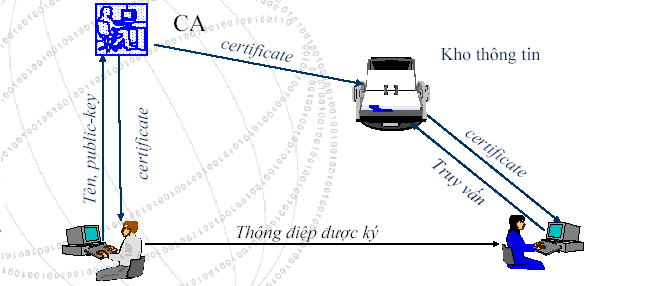 CA
certificate
Kho thông tin
Tên, public-key
certificate
certificate
Truy vấn
Thông điệp được ký